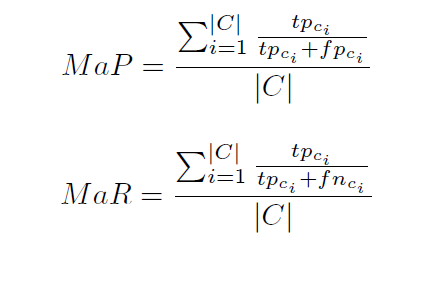 MaP = \frac{\sum_{i=1}^{|C|} \frac{tp_{c_i}}{tp_{c_i}+fp_{c_i}}}{|C|}
MaR = \frac{\sum_{i=1}^{|C|} \frac{tp_{c_i}}{tp_{c_i}+fn_{c_i}}}{|C|}